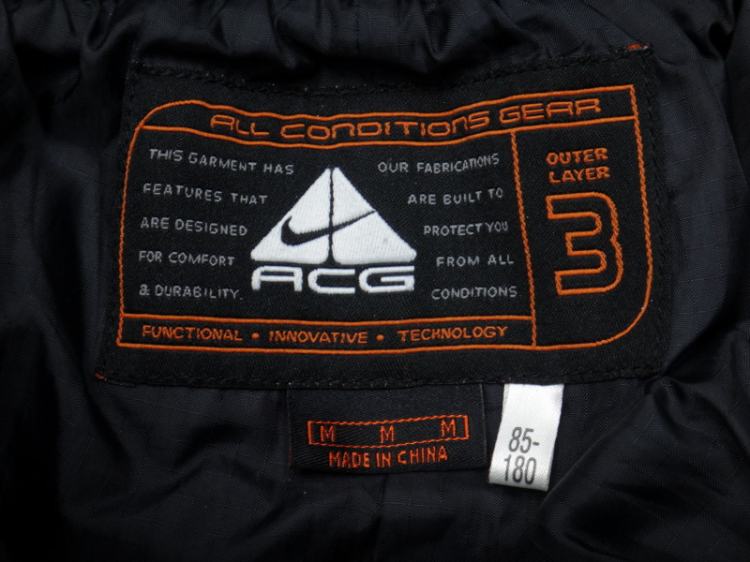 ALL CONDITIONS GEAR
THIS GARMENT HAS
FEATURES THAT
ARE DESIGNED
FOR COMFORT
a DURABILITY.
ACG
OUR FABRICATIONS
ARE BUILT TO
PROTECT YOU
FROM ALL
CONDITIONS
OUTER
LAYER
3
FUNCTIONAL • INNOVATIVE • TECHNOLOGY
M M M
MADE IN CHINA
85-
180